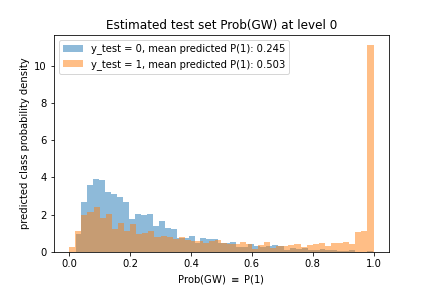 Estimated test set Prob(GW) at level 0
y_test = 0, mean predicted P(1): 0.245
y_test = 1, mean predicted P(1): 0.503
predicted class probability density
10
8
6
4
2
0
0.0 0.2 0.4 0.6 0.8 1.0
Prob(GW) ≡ P(1)